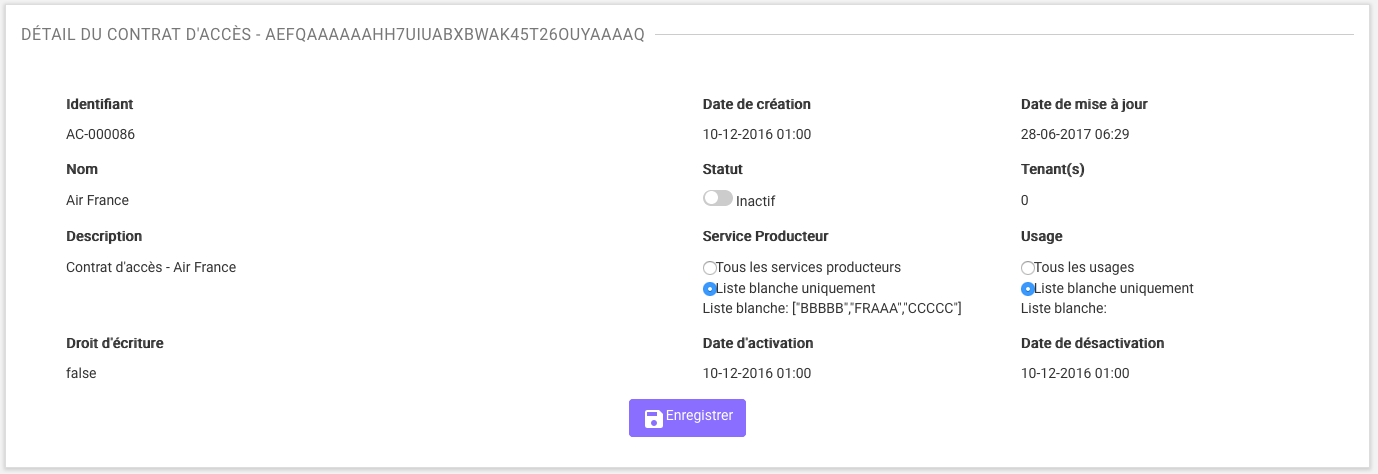 DÉTAIL DU CONTRAT D'ACCÈS - AEFQAAAAAAHH7UIUABXBWAK45T26OUYAAAAQ
Identifiant
AC-000086
Date de création
10-12-2016 01:00
Date de mise à jour
28-06-2017 06:29
Nom
Air France
Statut
Inactif
Tenant(s)
0
Description
Contrat d'accès - Air France
Service Producteur
Tous les services producteurs
Liste blanche uniquement
Liste blanche: ["BBBBB","FRAAA","CCCCC"]
Usage
Tous les usages
Liste blanche uniquement
Liste blanche:
Droit d'écriture
false
Date d'activation
10-12-2016 01:00
Date de désactivation
10-12-2016 01:00
Enregistrer